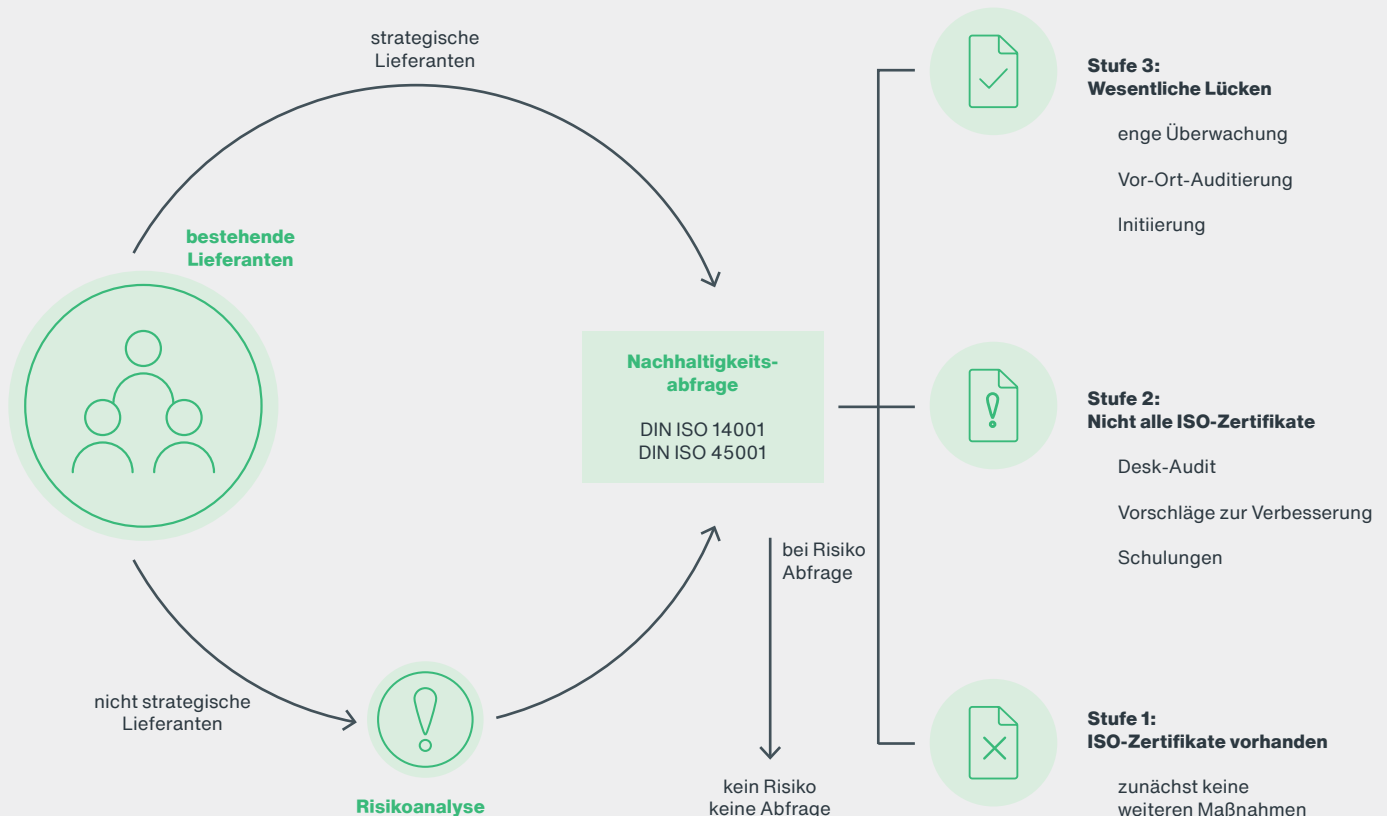 strategische
Lieferanten
bestehende
Lieferanten
nicht strategische
Lieferanten
Risikoanalyse
Nachhaltigkeits-
abfrage
DIN ISO 14001
DIN ISO 45001
bei Risiko
Abfrage
kein Risiko
keine Abfrage
Stufe 3:
Wesentliche Lücken
enge Überwachung
Vor-Ort-Auditierung
Initiierung
Stufe 2:
Nicht alle ISO-Zertifikate
Desk-Audit
Vorschläge zur Verbesserung
Schulungen
Stufe 1:
ISO-Zertifikate vorhanden
zunächst keine
weiteren Maßnahmen